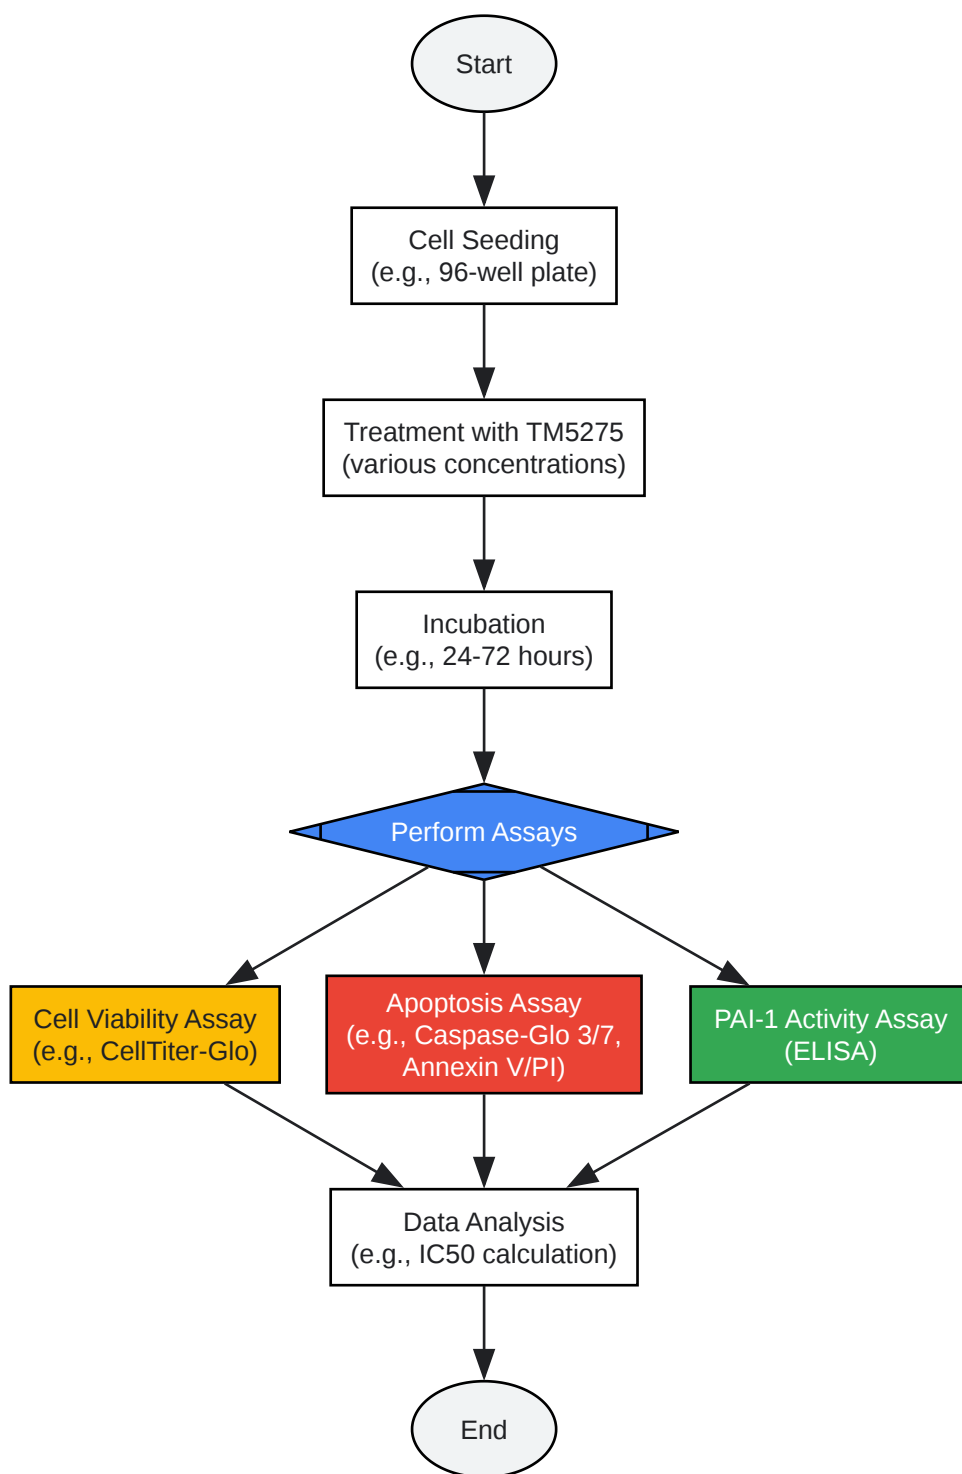 Start
Cell Seeding
(e.g., 96-well plate)
Treatment with TM5275
(various concentrations)
Incubation
(e.g., 24-72 hours)
Perform Assays
Cell Viability Assay
(e.g., CellTiter-Glo)
Apoptosis Assay
(e.g., Caspase-Glo 3/7,
Annexin V/PI)
PAI-1 Activity Assay
(ELISA)
Data Analysis
(e.g., IC50 calculation)
End